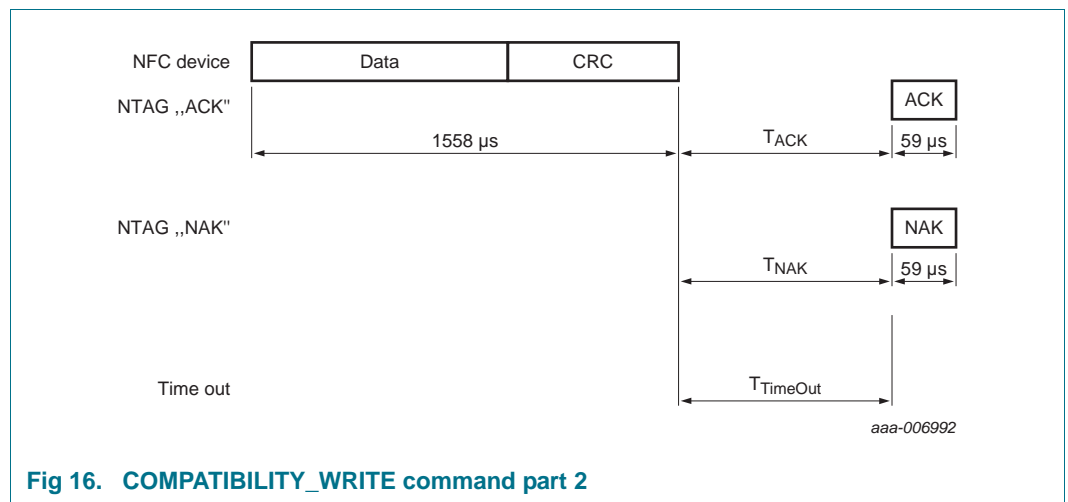 NFC device Data CRC
NTAG ,,ACK" ACK
1558 µs TACK 59 µs
NTAG ,,NAK" NAK
TNAK 59 µs
Time out TTimeOut
aaa-006992
Fig 16. COMPATIBILITY_WRITE command part 2